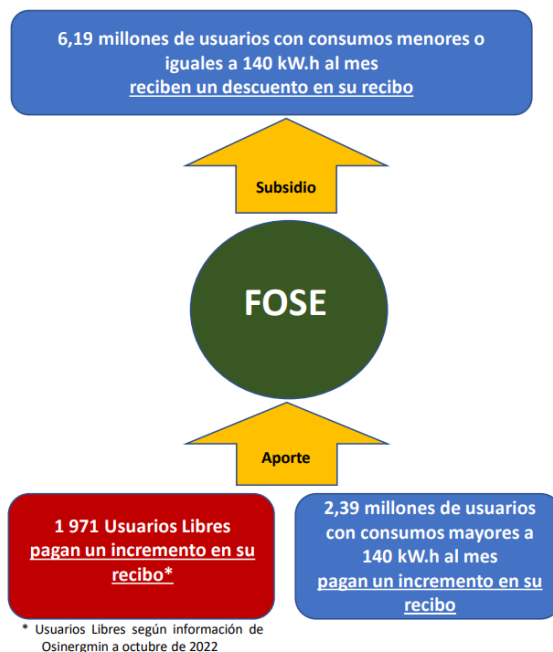 6,19 millones de usuarios con consumos menores o
iguales a 140 kW.h al mes
reciben un descuento en su recibo
Subsidio
FOSE
Aporte
1 971 Usuarios Libres
pagan un incremento en su
recibo*
2,39 millones de usuarios
con consumos mayores a
140 kW.h al mes
pagan un incremento en su
recibo
* Usuarios Libres según información de
Osinergmin a octubre de 2022